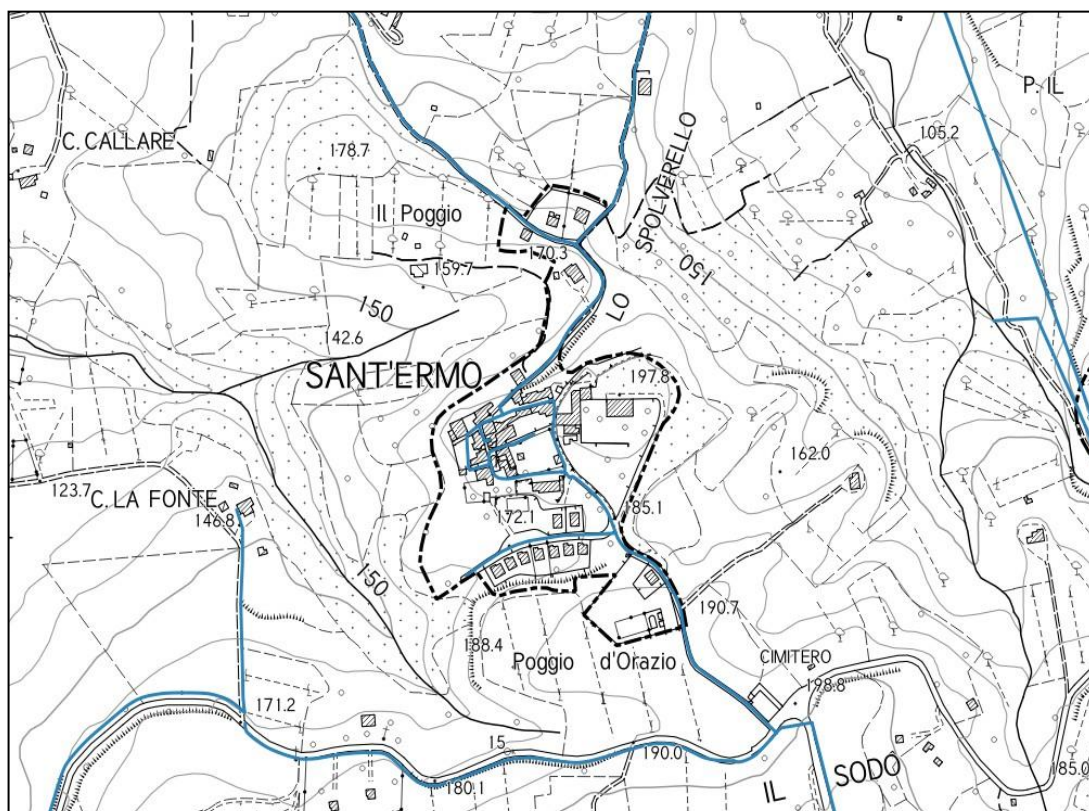 P. IL
105.2
C. CALLARE
178.7
SPOLVERELLO
Il Poggio
170.3
159.7
150
150
LO
142.6
SANT'ERMO
197.8
162.0
123.7
C. LA FONTE
146.8
172.1
185.1
150
190.7
188.4
Poggio d'Orazio
CIMITERO
198.8
171.2
15
190.0
180.1
IL
SODÔ
185.0